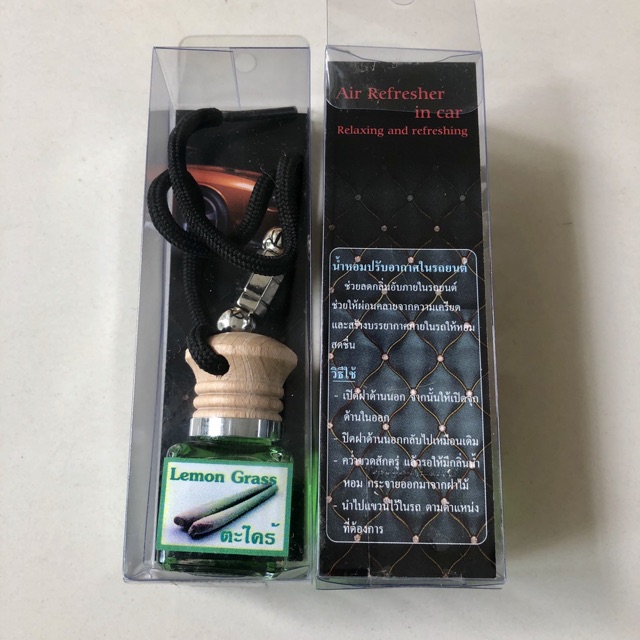 Air Refresher
in car
Relaxing and refreshing
น้ำหอมปรับอากาศในรถยนต์
ช่วยลดกลิ่นอับภายในรถยนต์
ช่วยให้ผ่อนคลายจากความเครียด
และสร้างบรรยากาศภายในรถให้หอม
สดชื่น
วิธีใช้
- เปิดฝาด้านนอก จากนั้นให้เปิดจุก
ด้านในออก
ปิดฝาด้านนอกกลับไปเหมือนเดิม
- คว่ำขวดสักครู่ แล้วรอให้มีกลิ่นน้ำ
หอม กระจายออกมาจากฝาไม้
- นำไปแขวนไว้ในรถ ตามตำแหน่ง
ที่ต้องการ
Lemon Grass
ตะไคร้